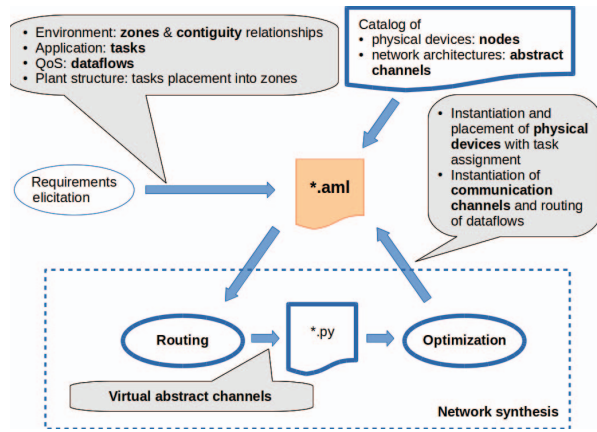 • Environment: zones & contiguity relationships
• Application: tasks
• QoS: dataflows
• Plant structure: tasks placement into zones
Catalog of
• physical devices: nodes
• network architectures: abstract
channels
• Instantiation and
placement of physical
devices with task
assignment
• Instantiation of
communication
channels and routing
of dataflows
Requirements
elicitation
*.aml
Routing
*.py
Optimization
Virtual abstract channels
Network synthesis